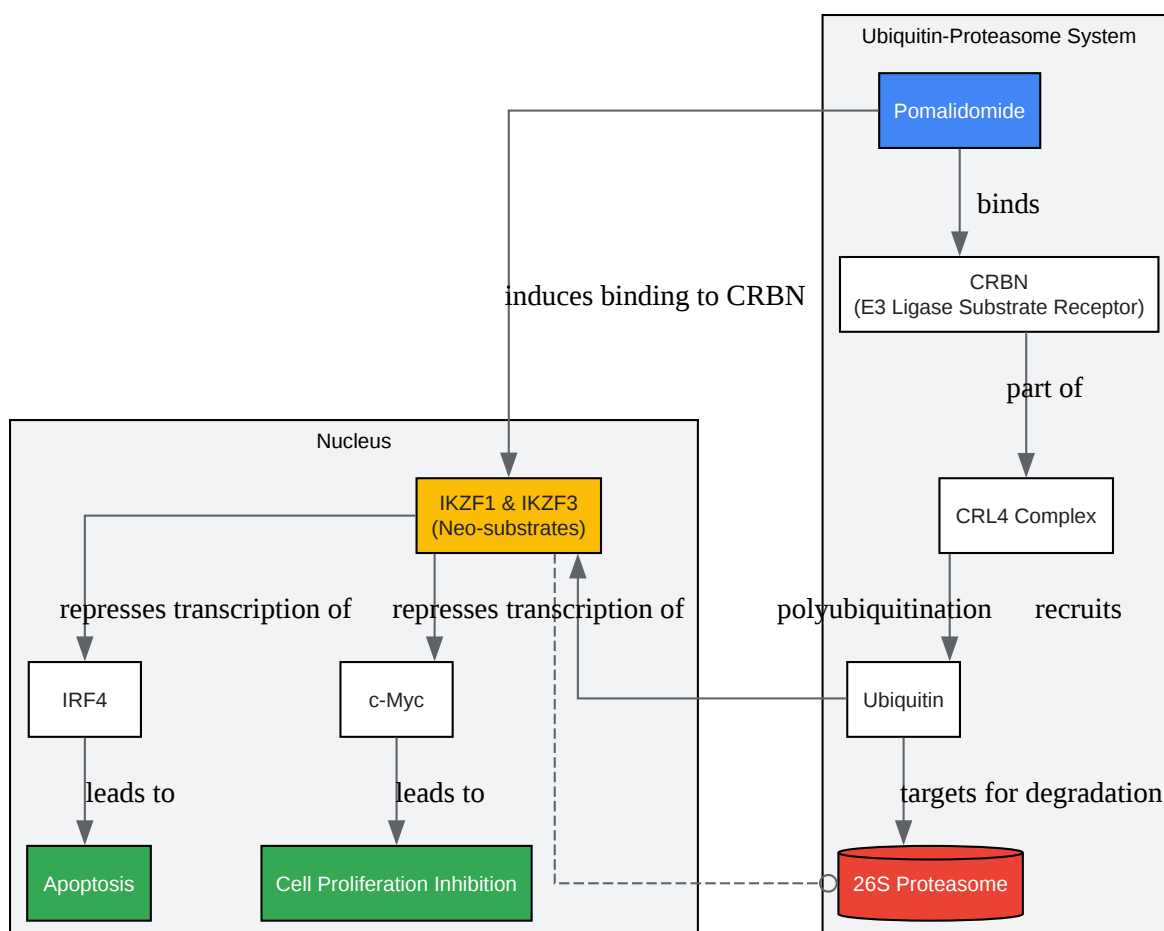 Ubiquitin-Proteasome System
Pomalidomide
binds
induces binding to CRBN
CRBN
(E3 Ligase Substrate Receptor)
part of
Nucleus
IKZF1 & IKZF3
(Neo-substrates)
CRL4 Complex
represses transcription of
represses transcription of
polyubiquitination
recruits
IRF4
c-Myc
Ubiquitin
leads to
leads to
targets for degradation
Apoptosis
Cell Proliferation Inhibition
26S Proteasome